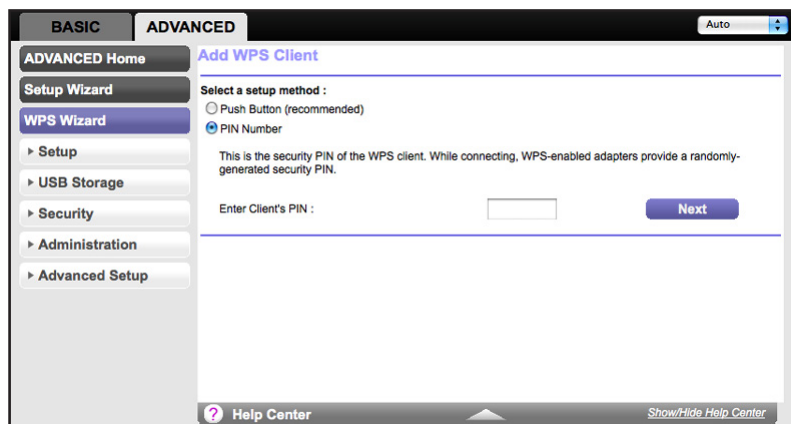 BASIC
ADVANCED
Auto
ADVANCED Home
Setup Wizard
WPS Wizard
Setup
USB Storage
Security
Administration
Advanced Setup
Add WPS Client
Select a setup method :
Push Button (recommended)
PIN Number
This is the security PIN of the WPS client. While connecting, WPS-enabled adapters provide a randomly-
generated security PIN.
Enter Client's PIN :
Next
? Help Center
Show/Hide Help Center